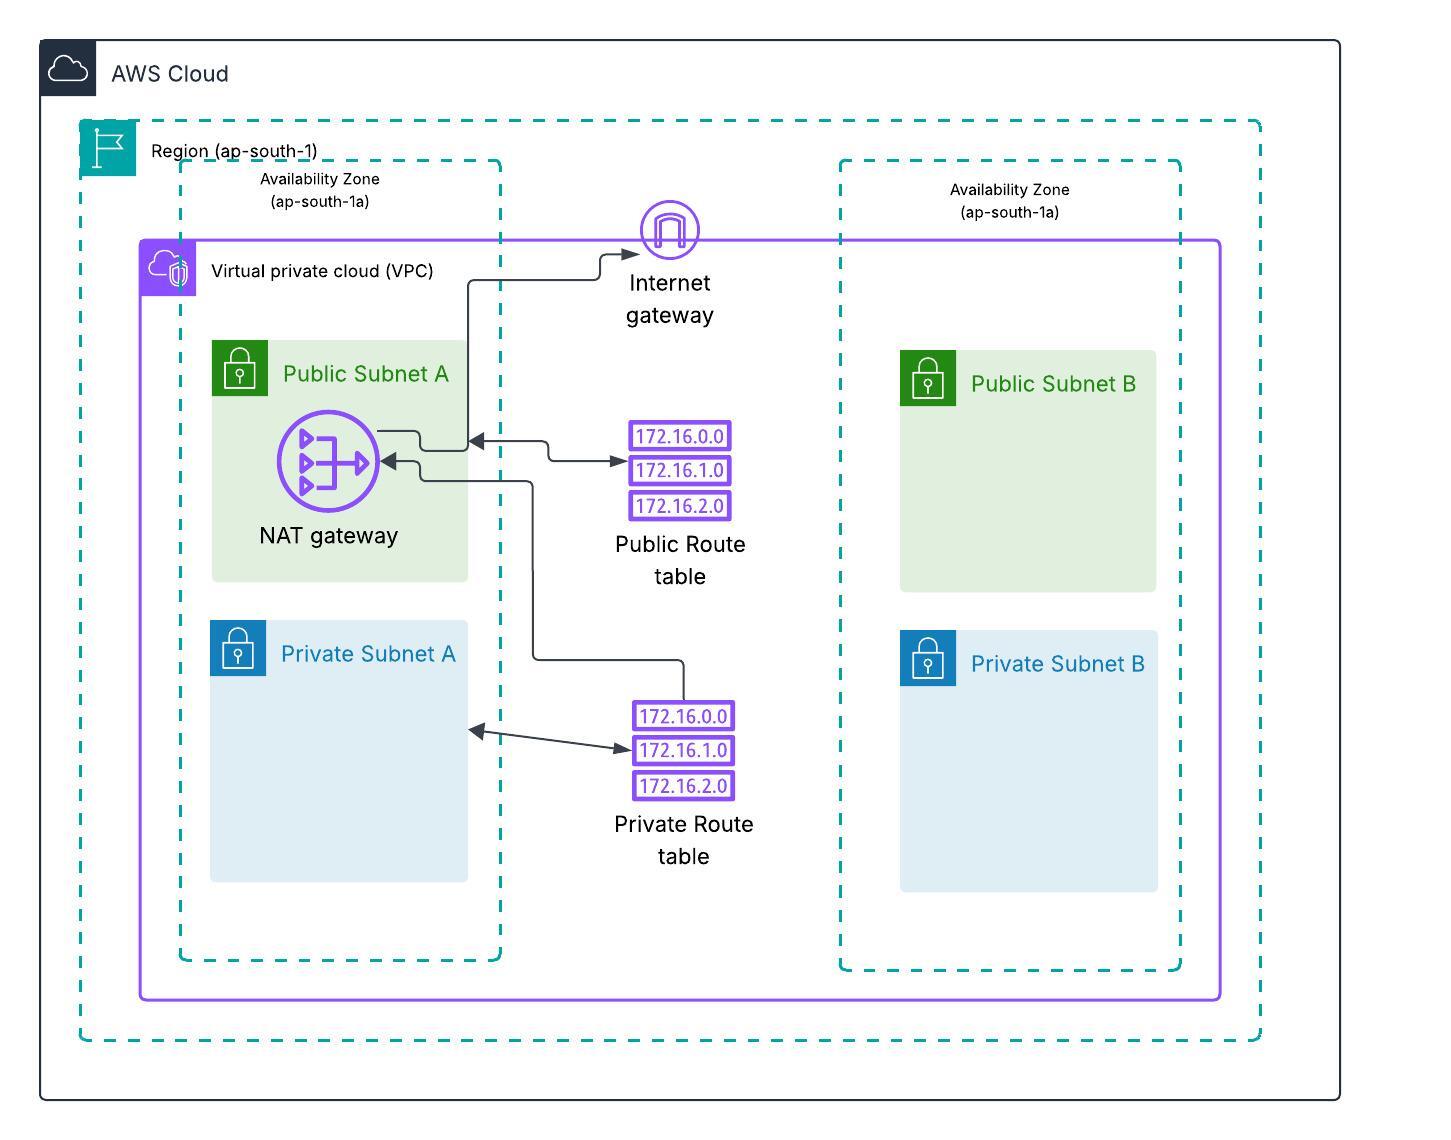 AWS Cloud
Region (ap-south-1)
Availability Zone
(ap-south-1a)
Availability Zone
(ap-south-1a)
Virtual private cloud (VPC)
Internet
gateway
Public Subnet A
NAT gateway
Public Subnet B
172.16.0.0
172.16.1.0
172.16.2.0
Public Route
table
Private Subnet A
Private Subnet B
172.16.0.0
172.16.1.0
172.16.2.0
Private Route
table